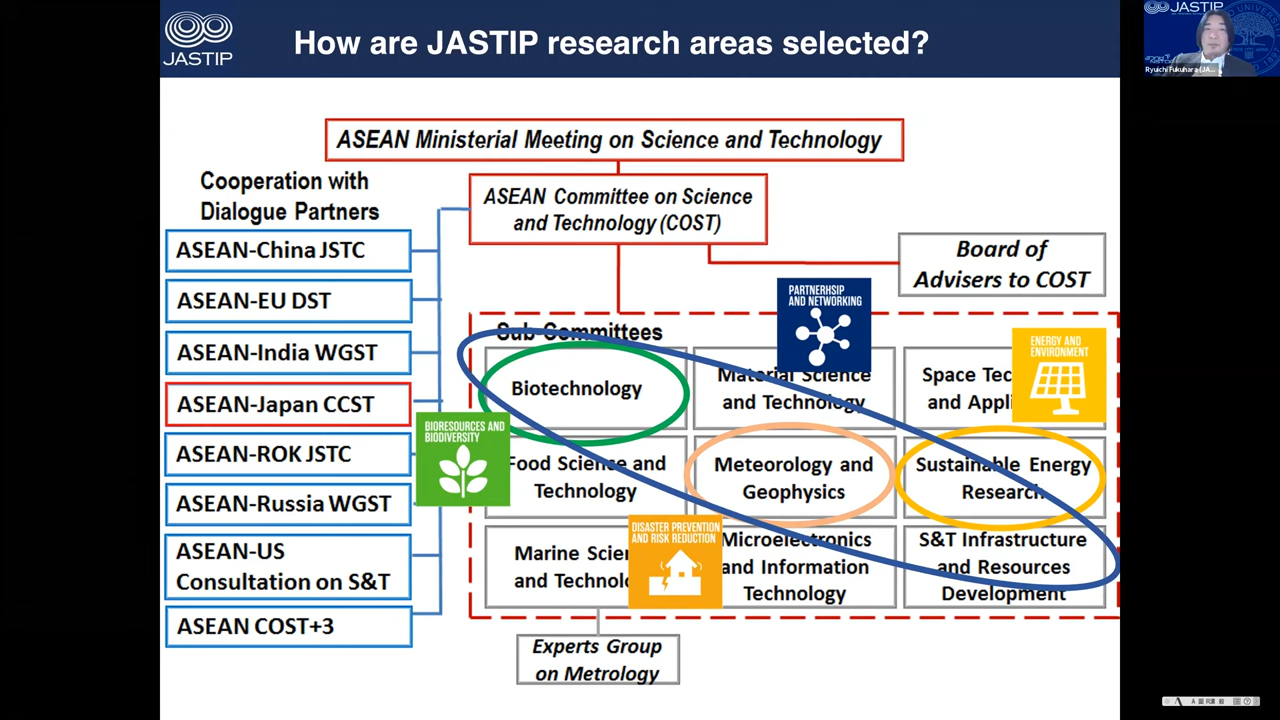 JASTIP
How are JASTIP research areas selected?
JASTIP
Ryuichi Fukuhara (JA...
ASEAN Ministerial Meeting on Science and Technology
Cooperation with
Dialogue Partners
ASEAN Committee on Science
and Technology (COST)
Board of
Advisers to COST
ASEAN-China JSTC
ASEAN-EU DST
ASEAN-India WGST
ASEAN-Japan CCST
ASEAN-ROK JSTC
ASEAN-Russia WGST
ASEAN-US
Consultation on S&T
ASEAN COST+3
PARTNERHSIP
AND NETWORKING
ENERGY AND
ENVIRONMENT
BIORESOURCES AND
BIODIVERSITY
DISASTER PREVENTION
AND RISK REDUCTION
Sub-Committees
Biotechnology
Material Science
and Technology
Space Tec
and Appli
Food Science and
Technology
Meteorology and
Geophysics
Sustainable Energy
Research
Marine Scien
and Technolo
Microelectronics
and Information
Technology
S&T Infrastructure
and Resources
Development
Experts Group
on Metrology